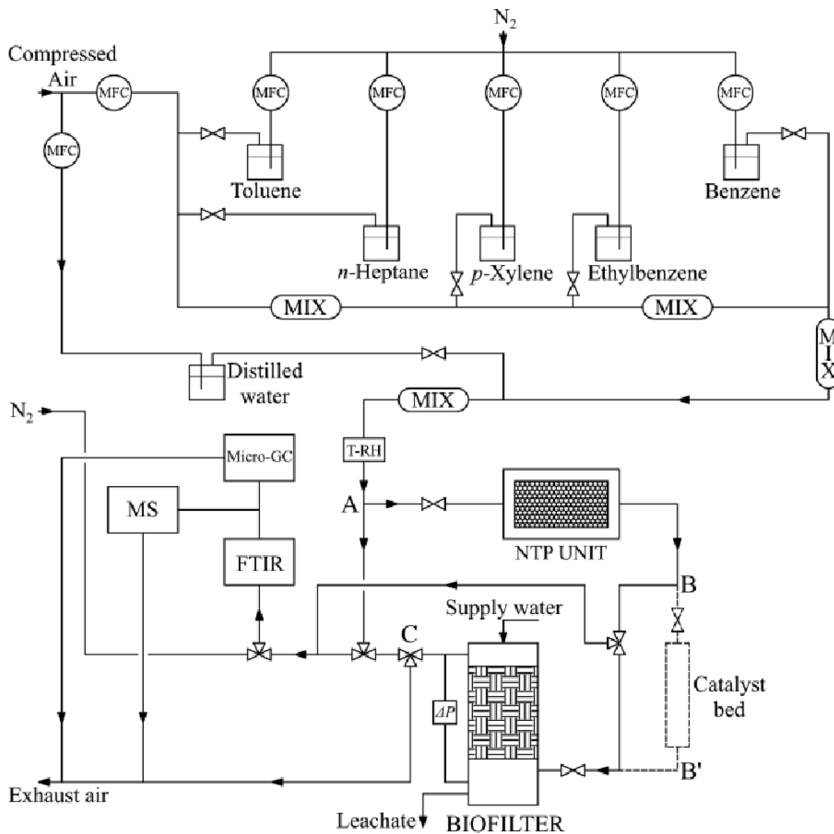 N2
Compressed
Air
MFC
MFC
MFC
MFC
MFC
MFC
MFC
Toluene
Benzene
n-Heptane
p-Xylene
Ethylbenzene
MIX
MIX
MIX
Distilled
water
MIX
N2
Micro-GC
T-RH
MS
A
NTP UNIT
FTIR
B
Supply water
C
Catalyst
bed
ΔP
B'
Exhaust air
Leachate
BIOFILTER